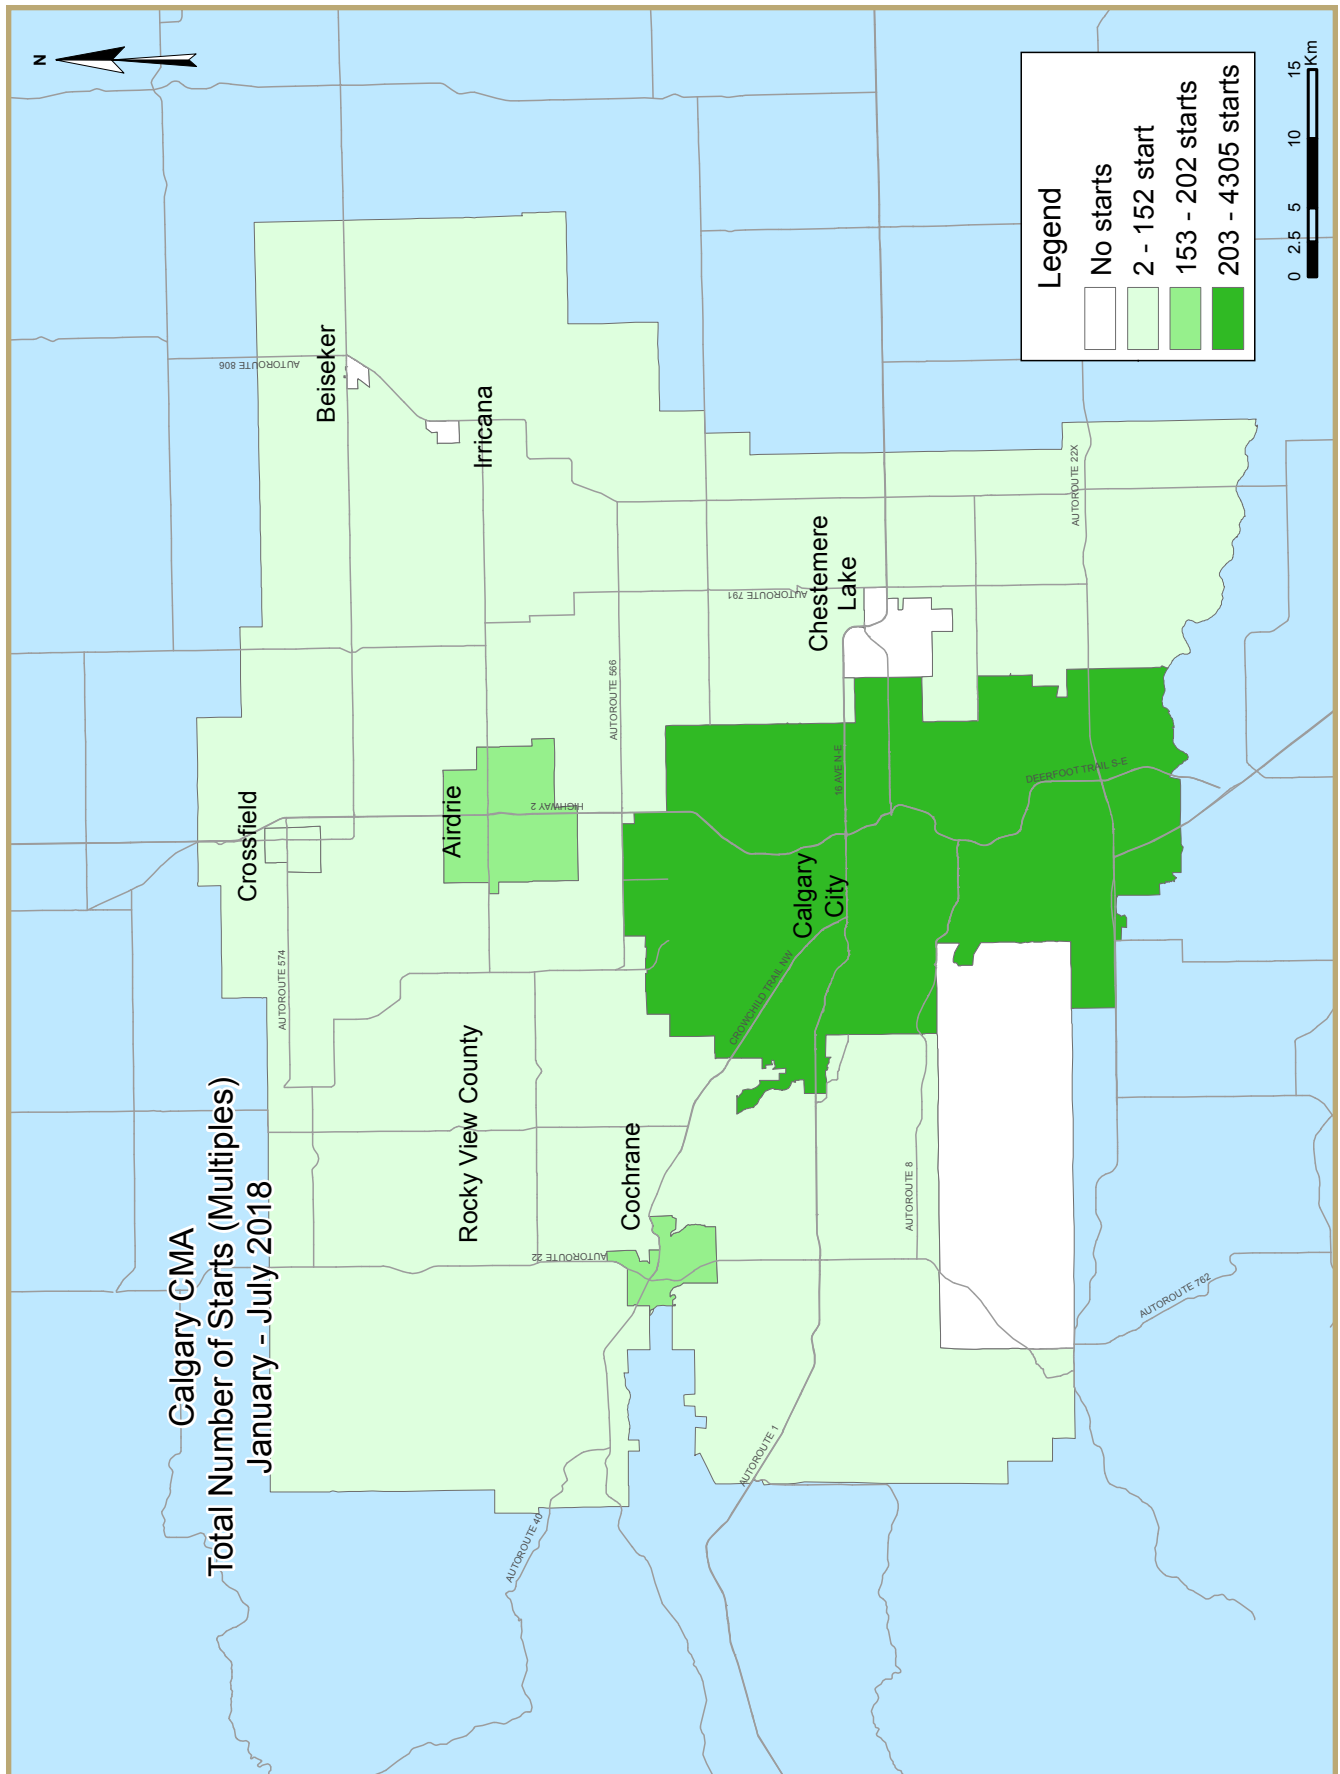 Calgary CMA
Total Number of Starts (Multiples)
January - July 2018
N
Crossfield
Beiseker
Irricana
Airdrie
Rocky View County
Cochrane
Calgary
City
Chestemere
Lake
AUTOROUTE 806
AUTOROUTE 574
AUTOROUTE 566
HIGHWAY 2
AUTOROUTE 22
AUTOROUTE 40
AUTOROUTE 791
16 AVE N-E
CROWCHILD TRAIL NW
AUTOROUTE 1
AUTOROUTE 8
DEERFOOT TRAIL S-E
AUTOROUTE 22X
AUTOROUTE 762
Legend
No starts
2 - 152 start
153 - 202 starts
203 - 4305 starts
0 2.5 5 10 15
Km